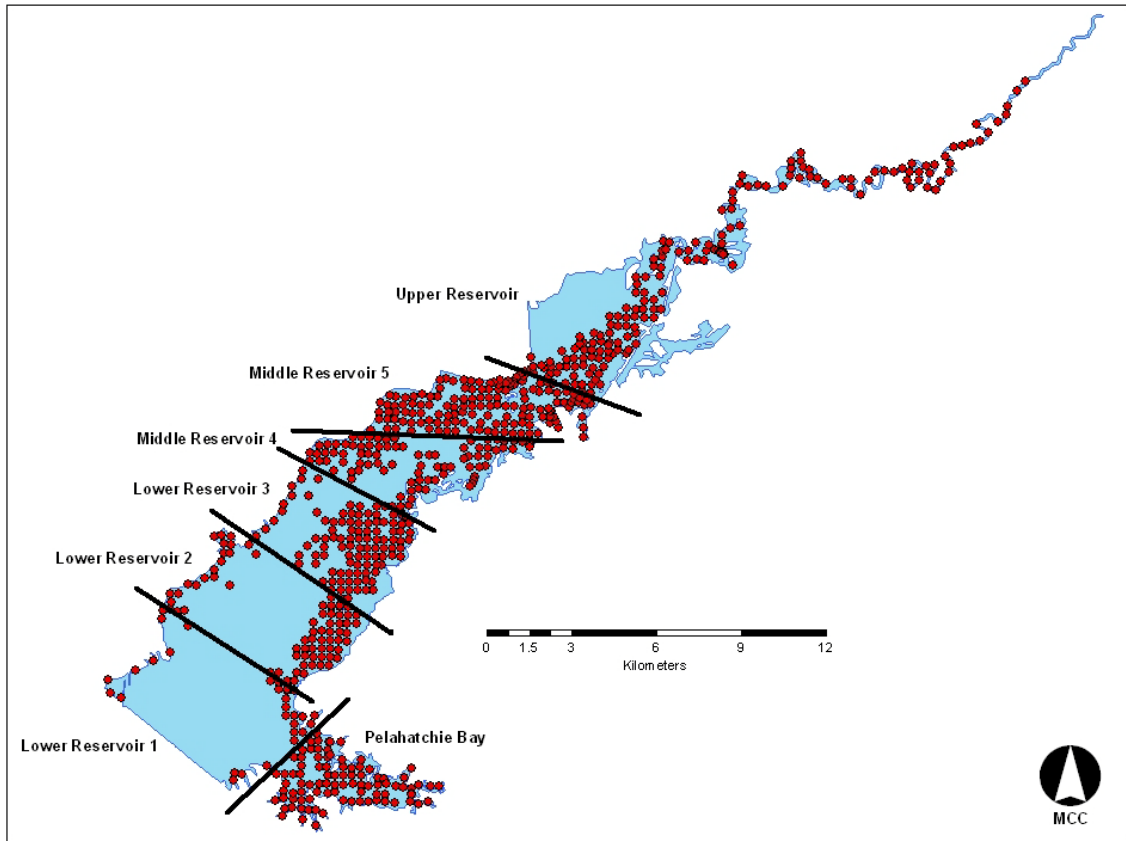 Upper Reservoir
Middle Reservoir 5
Middle Reservoir 4
Lower Reservoir 3
Lower Reservoir 2
Lower Reservoir 1
Pelahatchie Bay
0 1.5 3 6 9 12
Kilometers
MCC